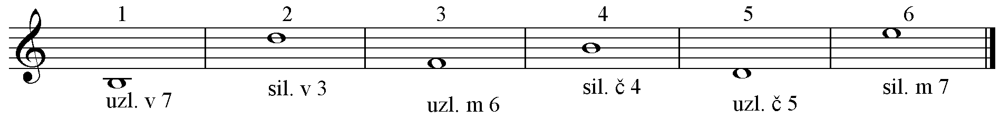 1 2 3 4 5 6
uzl. v 7 sil. v 3 uzl. m 6 sil. č 4 uzl. č 5 sil. m 7